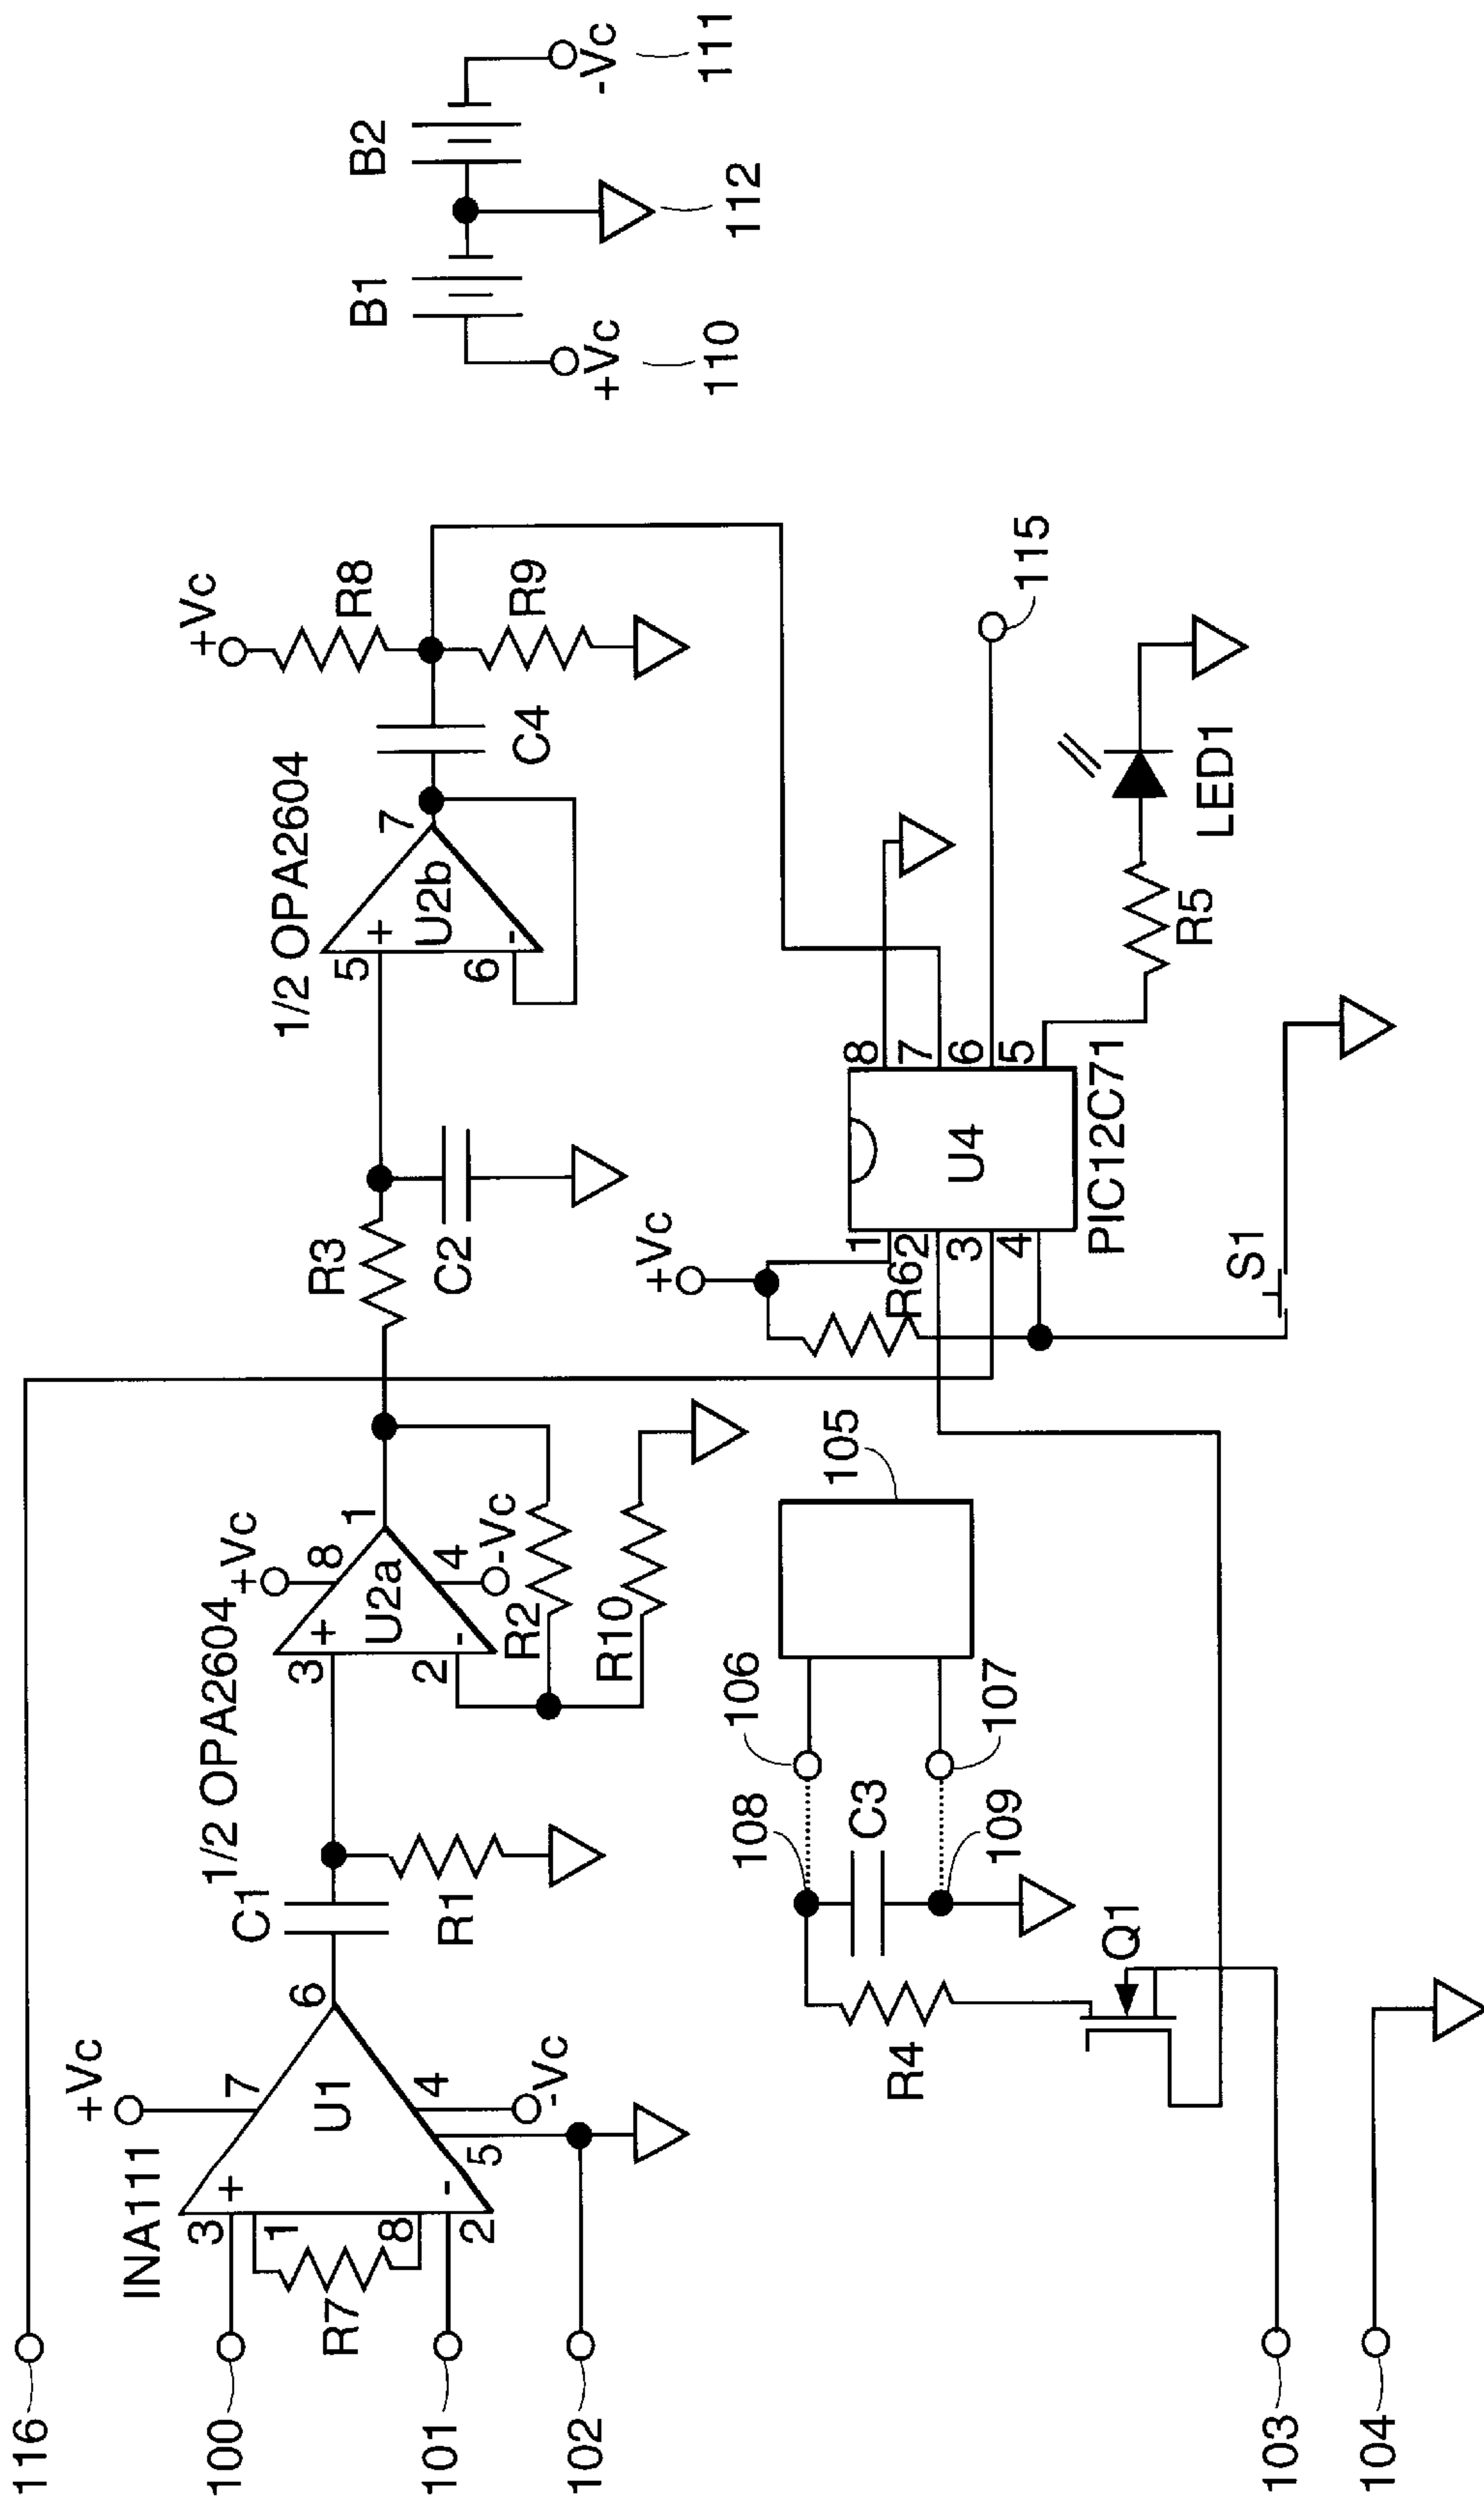 116
100
101
102
103
104
INA111
+Vc
3
1
8
2
R7
U1
+
-
7
6
4
5
-Vc
C1
R1
1/2 OPA2604
+Vc
3
8
+
U2a
1
2
-
4
-Vc
R2
R10
R3
C2
1/2 OPA2604
5
+
U2b
7
6
-
C4
+Vc
R8
R9
B1
B2
+Vc
-Vc
110
112
111
105
106
107
108
109
C3
R4
Q1
+Vc
R6
1
2
3
4
U4
8
7
6
5
PIC12C71
115
S1
R5
LED1